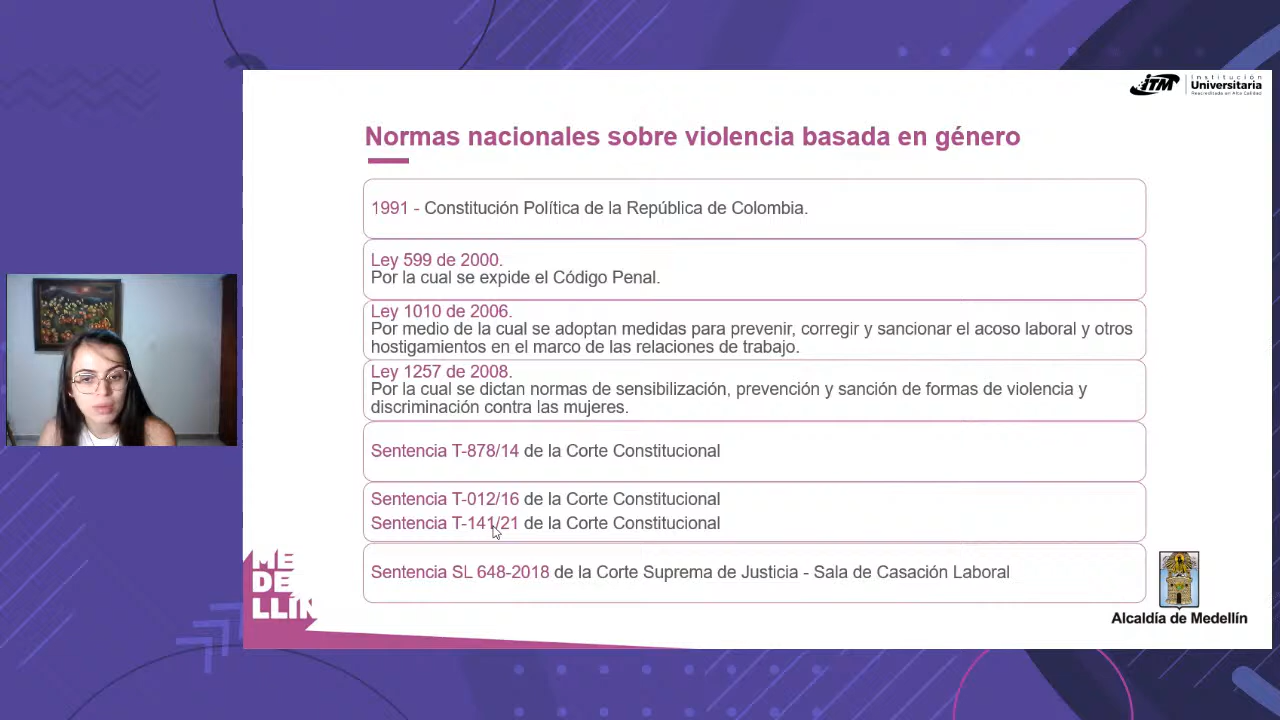 iTM
Institución
Universitaria
Reacreditada en Alta Calidad
Normas nacionales sobre violencia basada en género
1991 - Constitución Política de la República de Colombia.
Ley 599 de 2000.
Por la cual se expide el Código Penal.
Ley 1010 de 2006.
Por medio de la cual se adoptan medidas para prevenir, corregir y sancionar el acoso laboral y otros
hostigamientos en el marco de las relaciones de trabajo.
Ley 1257 de 2008.
Por la cual se dictan normas de sensibilización, prevención y sanción de formas de violencia y
discriminación contra las mujeres.
Sentencia T-878/14 de la Corte Constitucional
Sentencia T-012/16 de la Corte Constitucional
Sentencia T-141/21 de la Corte Constitucional
Sentencia SL 648-2018 de la Corte Suprema de Justicia - Sala de Casación Laboral
ME
DE
LLÍN
Alcaldía de Medellín